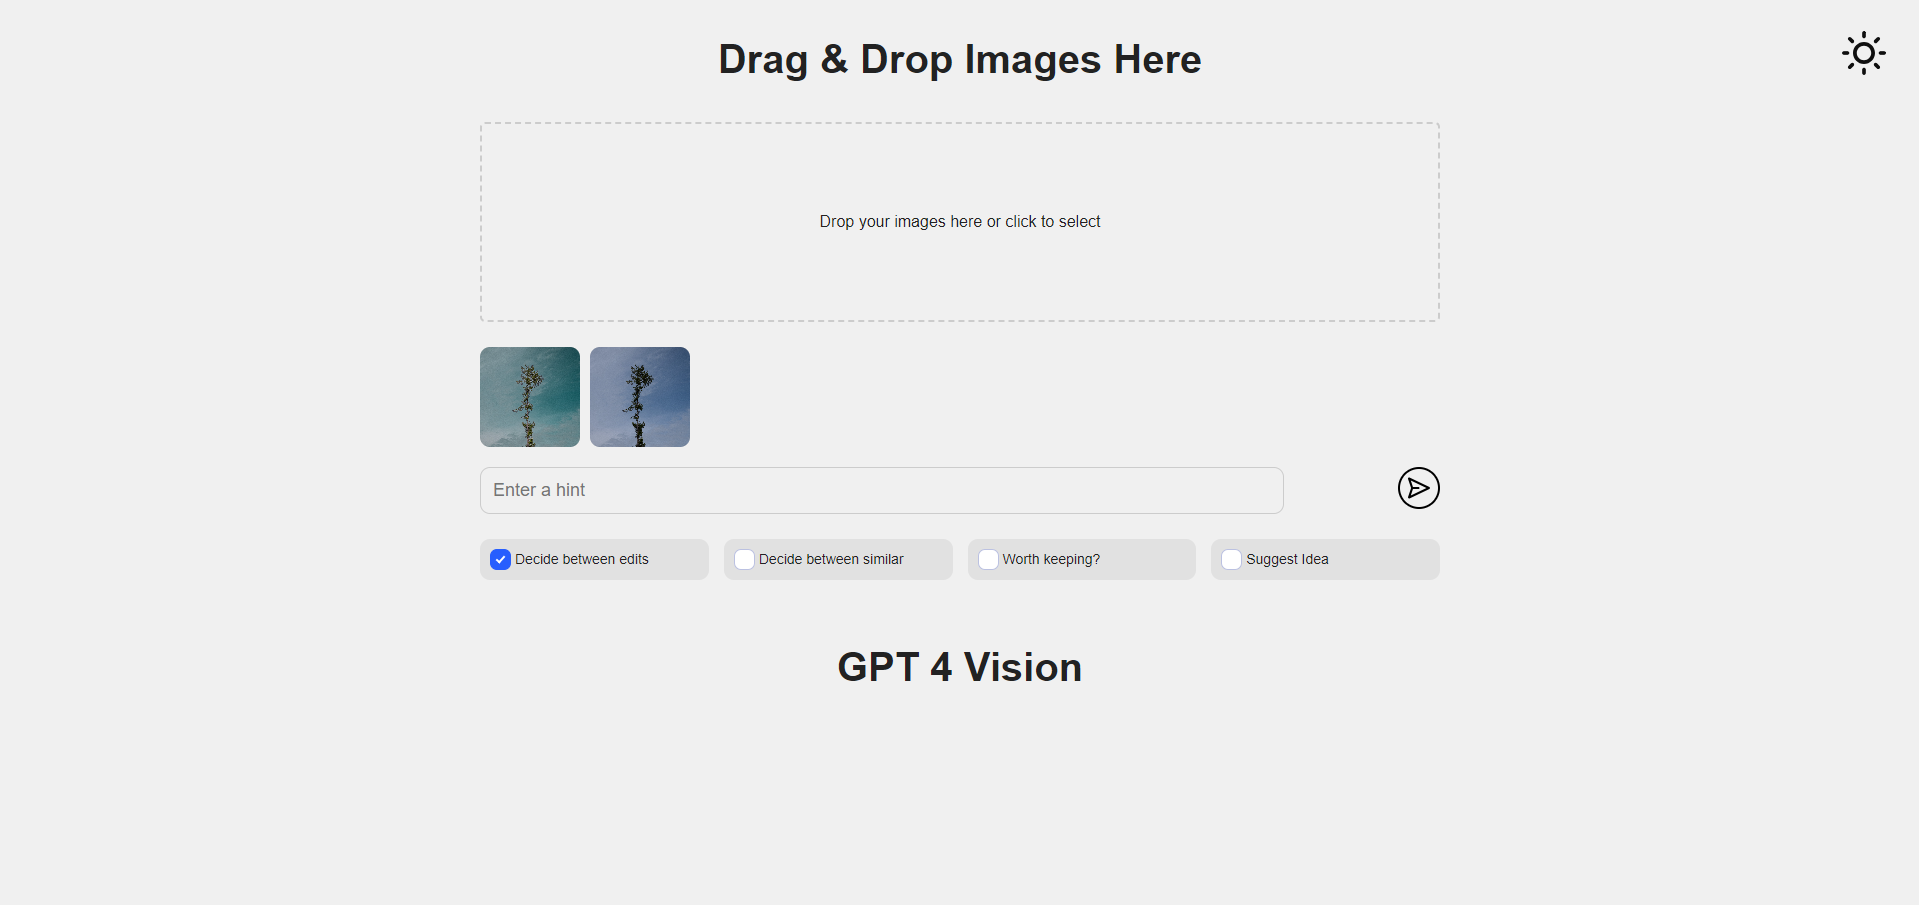 Drag & Drop Images Here
Drop your images here or click to select
Enter a hint
Decide between edits
Decide between similar
Worth keeping?
Suggest Idea
GPT 4 Vision